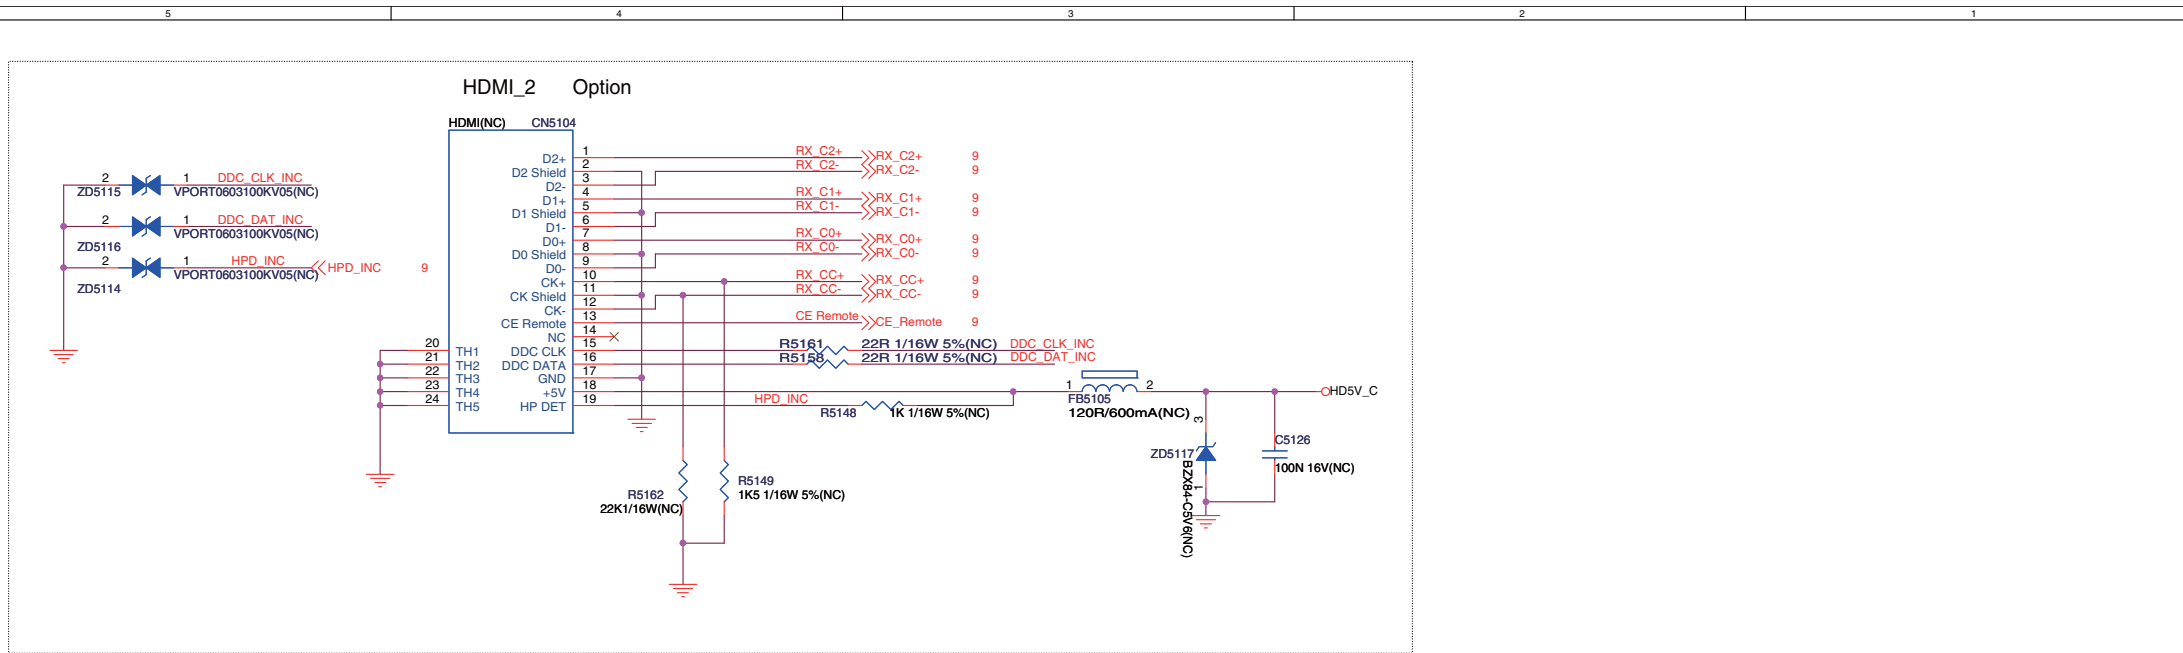 5 4 3 2 1
HDMI_2 Option
HDMI(NC) CN5104
D2+ 1 RX_C2+ RX_C2+ 9
D2 Shield 2 RX_C2- RX_C2- 9
D2- 3
D1+ 4 RX_C1+ RX_C1+ 9
D1 Shield 5 RX_C1- RX_C1- 9
D1- 6
D0+ 7 RX_C0+ RX_C0+ 9
D0 Shield 8 RX_C0- RX_C0- 9
D0- 9
CK+ 10 RX_CC+ RX_CC+ 9
CK Shield 11 RX_CC- RX_CC- 9
CK- 12
CE Remote 13 CE Remote CE_Remote 9
NC 14
DDC CLK 15 R5161 22R 1/16W 5%(NC) DDC_CLK_INC
DDC DATA 16 R5158 22R 1/16W 5%(NC) DDC_DAT_INC
GND 17
+5V 18 1 2 HD5V_C
FB5105
120R/600mA(NC)
HP DET 19 HPD_INC R5148 1K 1/16W 5%(NC)
2 1 DDC_CLK_INC
ZD5115 VPORT0603100KV05(NC)
2 1 DDC_DAT_INC
VPORT0603100KV05(NC)
ZD5116
2 1 HPD_INC HPD_INC 9
VPORT0603100KV05(NC)
ZD5114
20 TH1
21 TH2
22 TH3
23 TH4
24 TH5
R5162
22K1/16W(NC)
R5149
1K5 1/16W 5%(NC)
3
ZD5117
1
BZX84-C5V6(NC)
C5126
100N 16V(NC)